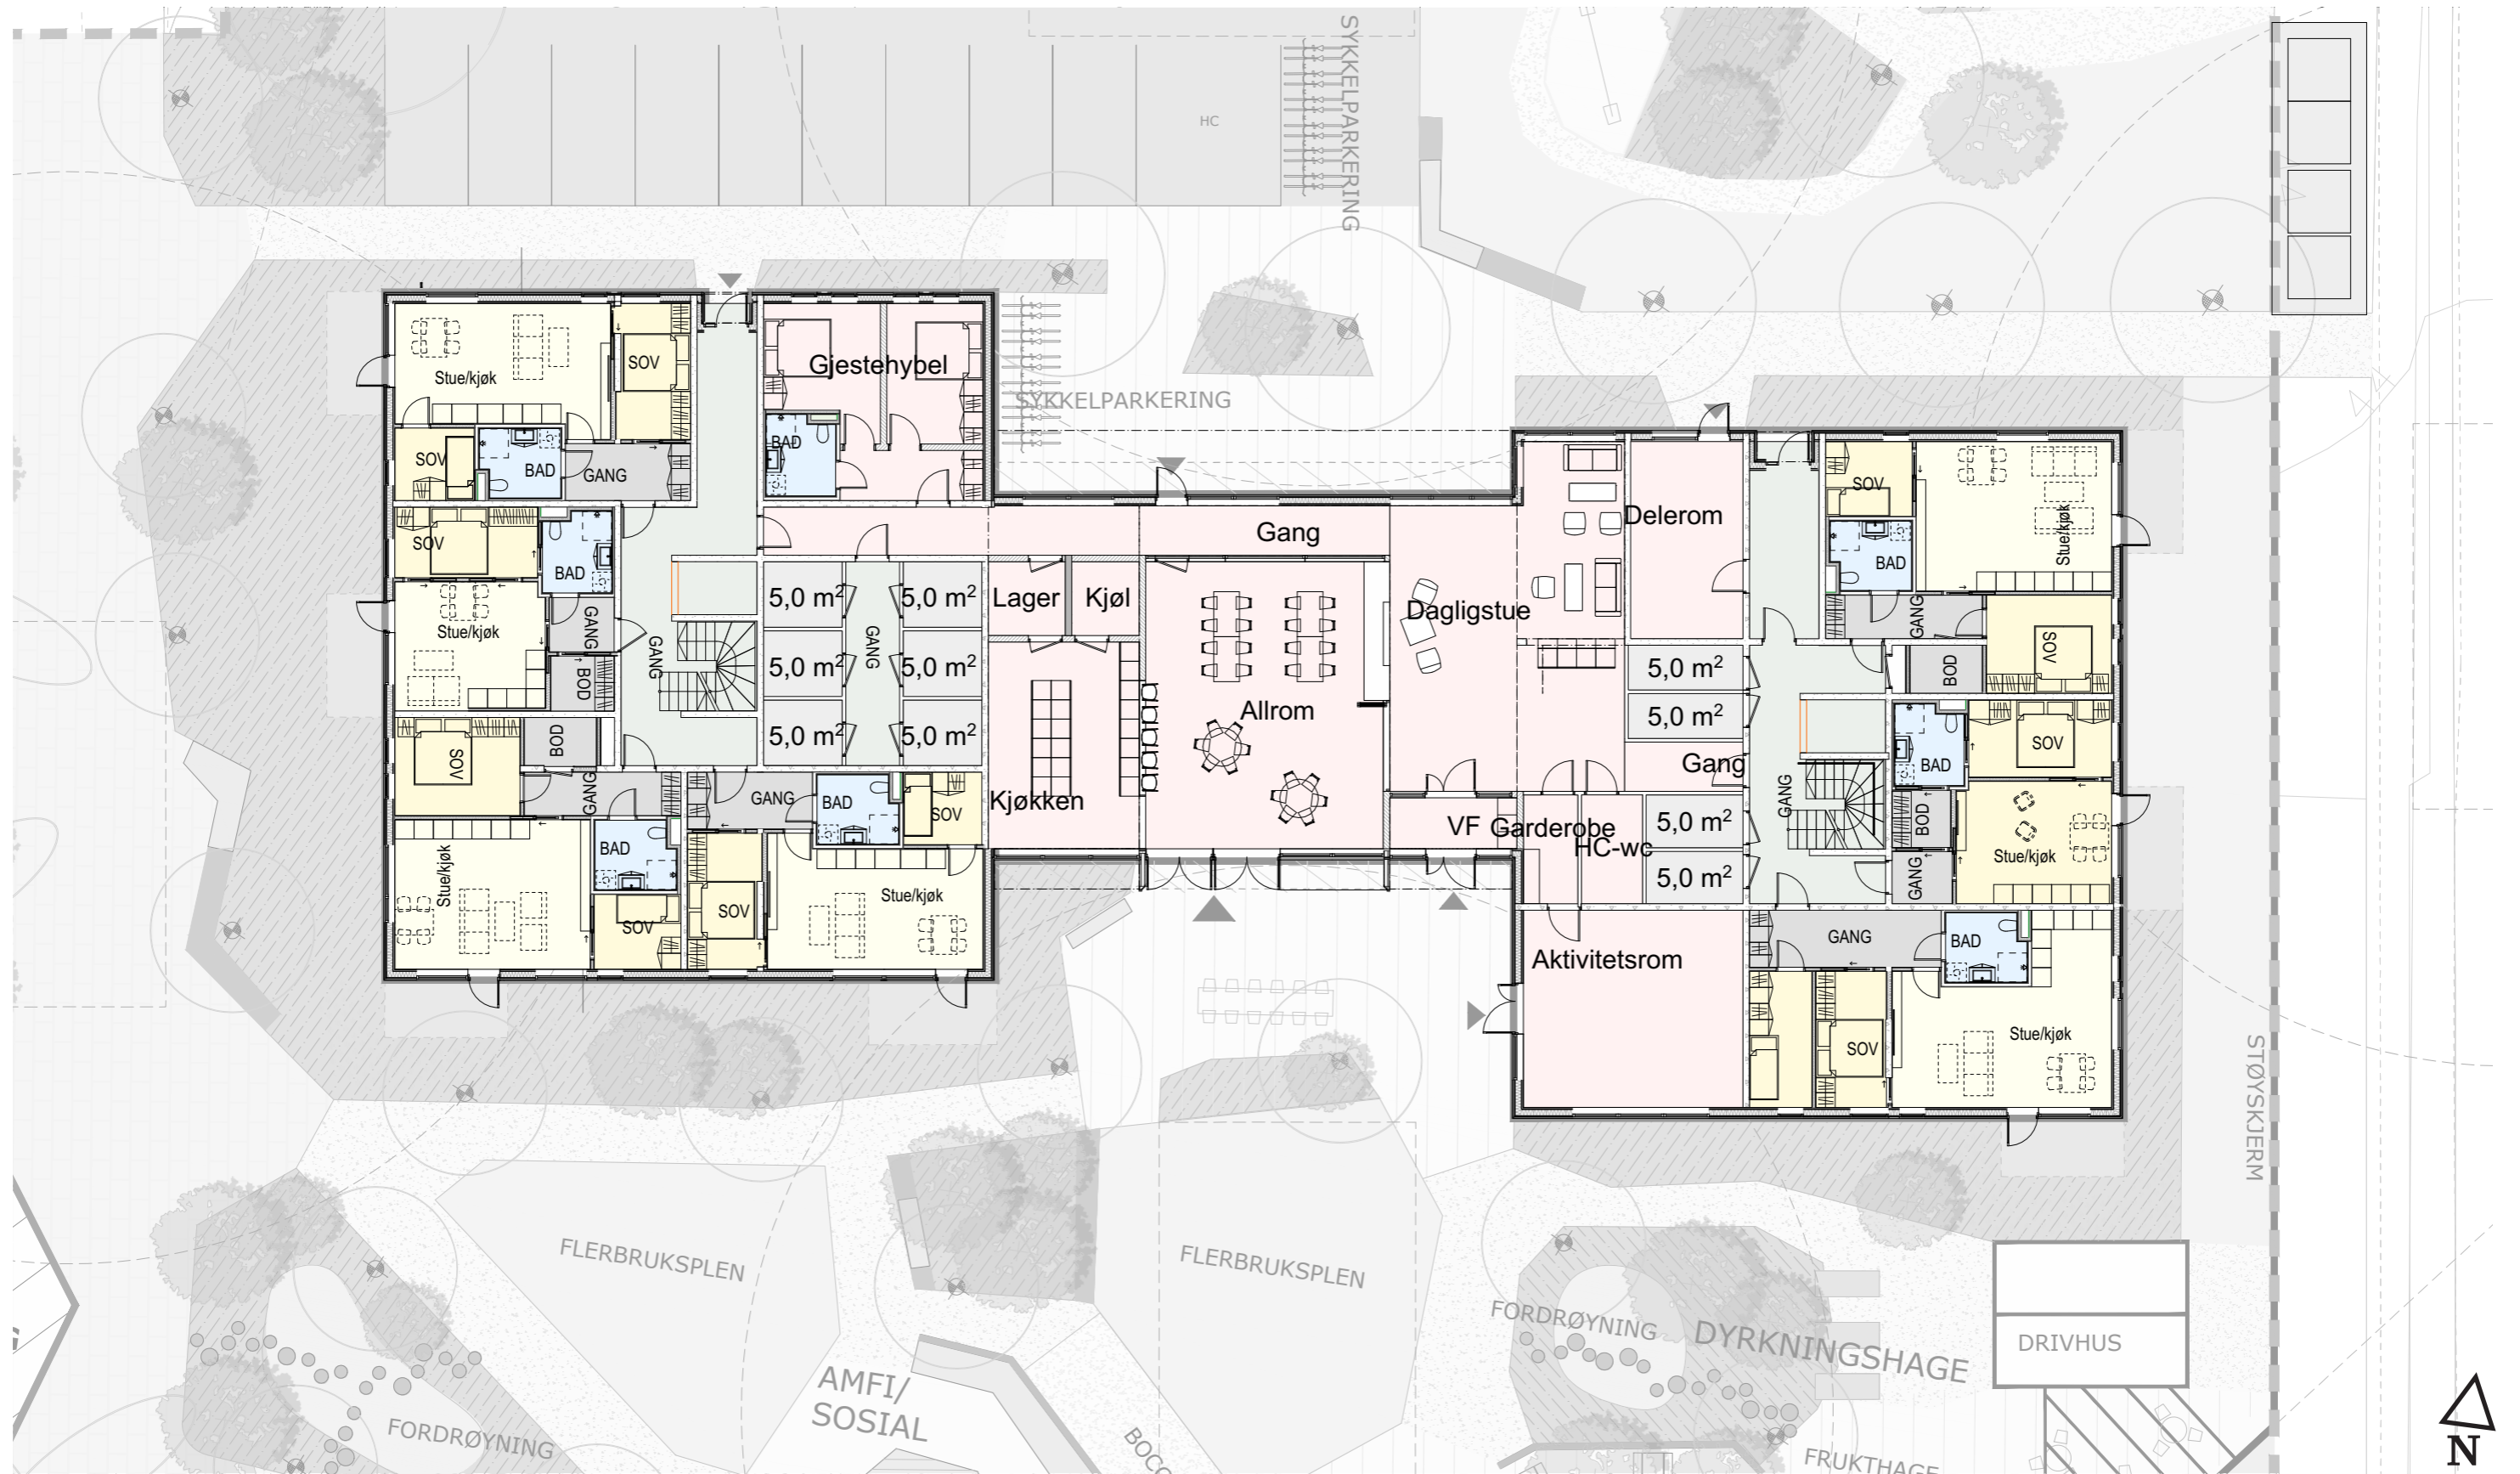 SYKKELPARKERING
HC
SYKKELPARKERING
Stue/kjøk
SOV
Gjestehybel
SOV
BAD
GANG
BAD
SOV
BAD
Stue/kjøk
GANG
BOD
GANG
5,0 m²
5,0 m²
5,0 m²
GANG
5,0 m²
5,0 m²
5,0 m²
Lager
Kjøl
Gang
Allrom
Kjøkken
Dagligstue
Delerom
5,0 m²
5,0 m²
Gang
5,0 m²
5,0 m²
VF
Garderobe
HC-wc
Aktivitetsrom
SOV
BOD
GANG
Stue/kjøk
BAD
SOV
GANG
BAD
SOV
SOV
Stue/kjøk
SOV
BAD
Stue/kjøk
GANG
SOV
BOD
GANG
BAD
SOV
BOD
GANG
Stue/kjøk
GANG
BAD
SOV
Stue/kjøk
STØYSKJERM
FLERBRUKSPLEN
FLERBRUKSPLEN
FORDRØYNING
DYRKNINGSHAGE
DRIVHUS
AMFI/
SOSIAL
FORDRØYNING
BOCC
FRUKTHAGE
N